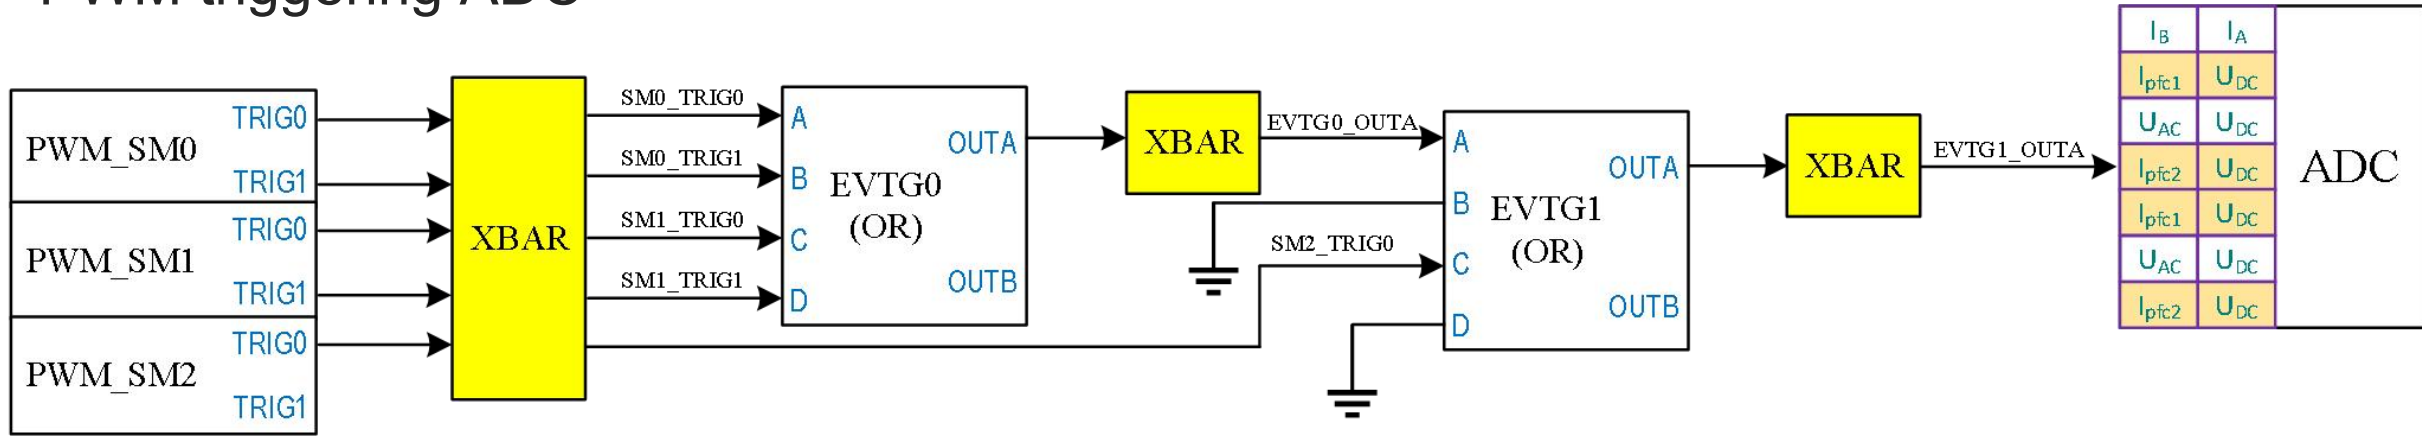 PWM triggering ADC
PWM_SM0
TRIG0
TRIG1
PWM_SM1
TRIG0
TRIG1
PWM_SM2
TRIG0
TRIG1
XBAR
SM0_TRIG0
SM0_TRIG1
SM1_TRIG0
SM1_TRIG1
A
B
C
D
EVTG0
(OR)
OUTA
OUTB
XBAR
EVTG0_OUTA
SM2_TRIG0
A
B
C
D
EVTG1
(OR)
OUTA
OUTB
XBAR
EVTG1_OUTA
IB IA
Ipfc1 UDC
UAC UDC
Ipfc2 UDC
Ipfc1 UDC
UAC UDC
Ipfc2 UDC
ADC